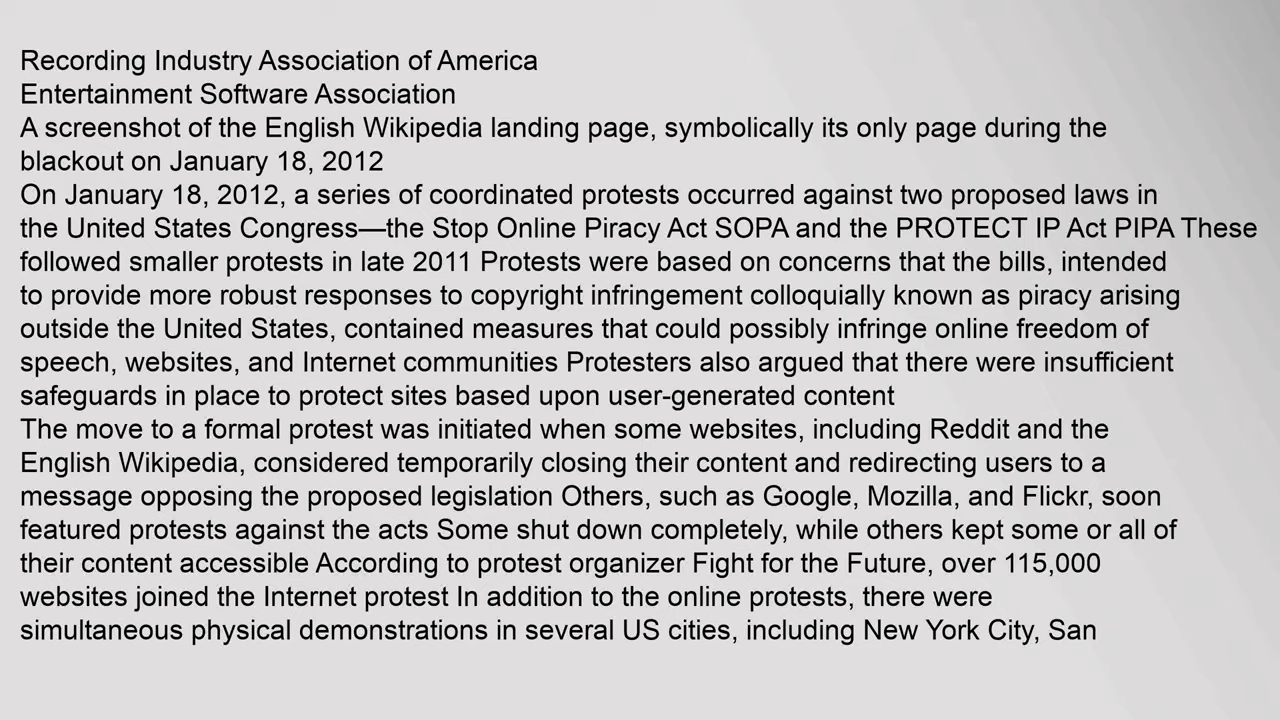 Recording Industry Association of America
Entertainment Software Association
A screenshot of the English Wikipedia landing page, symbolically its only page during the
blackout on January 18, 2012
On January 18, 2012, a series of coordinated protests occurred against two proposed laws in
the United States Congress—the Stop Online Piracy Act SOPA and the PROTECT IP Act PIPA These
followed smaller protests in late 2011 Protests were based on concerns that the bills, intended
to provide more robust responses to copyright infringement colloquially known as piracy arising
outside the United States, contained measures that could possibly infringe online freedom of
speech, websites, and Internet communities Protesters also argued that there were insufficient
safeguards in place to protect sites based upon user-generated content
The move to a formal protest was initiated when some websites, including Reddit and the
English Wikipedia, considered temporarily closing their content and redirecting users to a
message opposing the proposed legislation Others, such as Google, Mozilla, and Flickr, soon
featured protests against the acts Some shut down completely, while others kept some or all of
their content accessible According to protest organizer Fight for the Future, over 115,000
websites joined the Internet protest In addition to the online protests, there were
simultaneous physical demonstrations in several US cities, including New York City, San